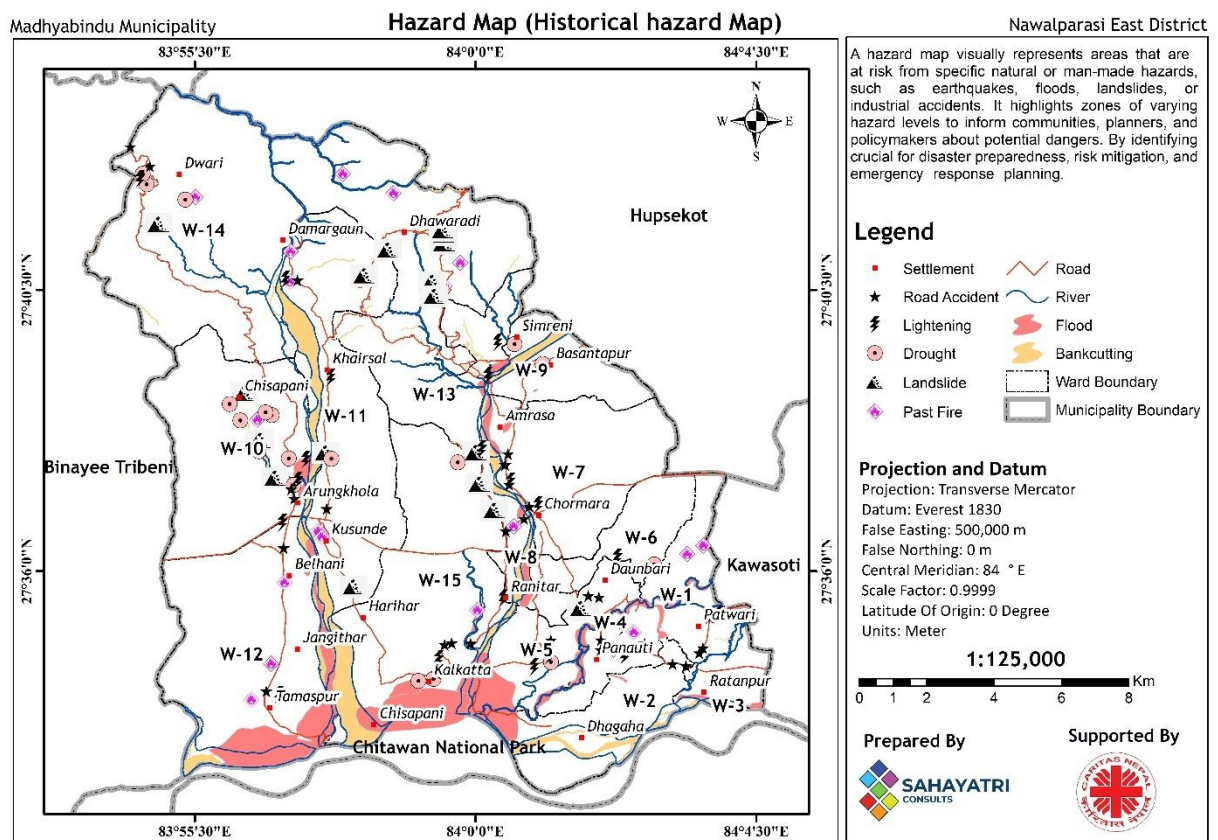 Madhyabindu Municipality
Hazard Map (Historical hazard Map)
Nawalparasi East District
83°55'30"E
84°0'0"E
84°4'30"E
27°40'30"N
27°36'0"N
27°40'30"N
27°36'0"N
N
W
E
S
Dwari
W-14
Damargaun
Dhawaradi
Hupsekot
Simreni
Basantapur
W-9
Khairsal
Chisapani
W-11
W-13
Amrasa
W-10
Binayee Tribeni
W-7
Arungkhola
Chormara
Kusunde
W-6
W-8
Belhani
Daunbari
Kawasoti
W-15
Ranitar
W-1
Harihar
W-4
Patwari
Jangithar
W-5
Panauti
W-12
Kalkatta
Ratanpur
Tamaspur
W-2
W-3
Chisapani
Dhagaha
Chitawan National Park
83°55'30"E
84°0'0"E
84°4'30"E
A hazard map visually represents areas that are
at risk from specific natural or man-made hazards,
such as earthquakes, floods, landslides, or
industrial accidents. It highlights zones of varying
hazard levels to inform communities, planners, and
policymakers about potential dangers. By identifying
crucial for disaster preparedness, risk mitigation, and
emergency response planning.
Legend
Settlement
Road Accident
Lightening
Drought
Landslide
Past Fire
Road
River
Flood
Bankcutting
Ward Boundary
Municipality Boundary
Projection and Datum
Projection: Transverse Mercator
Datum: Everest 1830
False Easting: 500,000 m
False Northing: 0 m
Central Meridian: 84 ° E
Scale Factor: 0.9999
Latitude Of Origin: 0 Degree
Units: Meter
1:125,000
0 1 2 4 6 8
Km
Prepared By
SAHAYATRI
CONSULTS
Supported By
CARITAS NEPAL
कारितास नेपाल